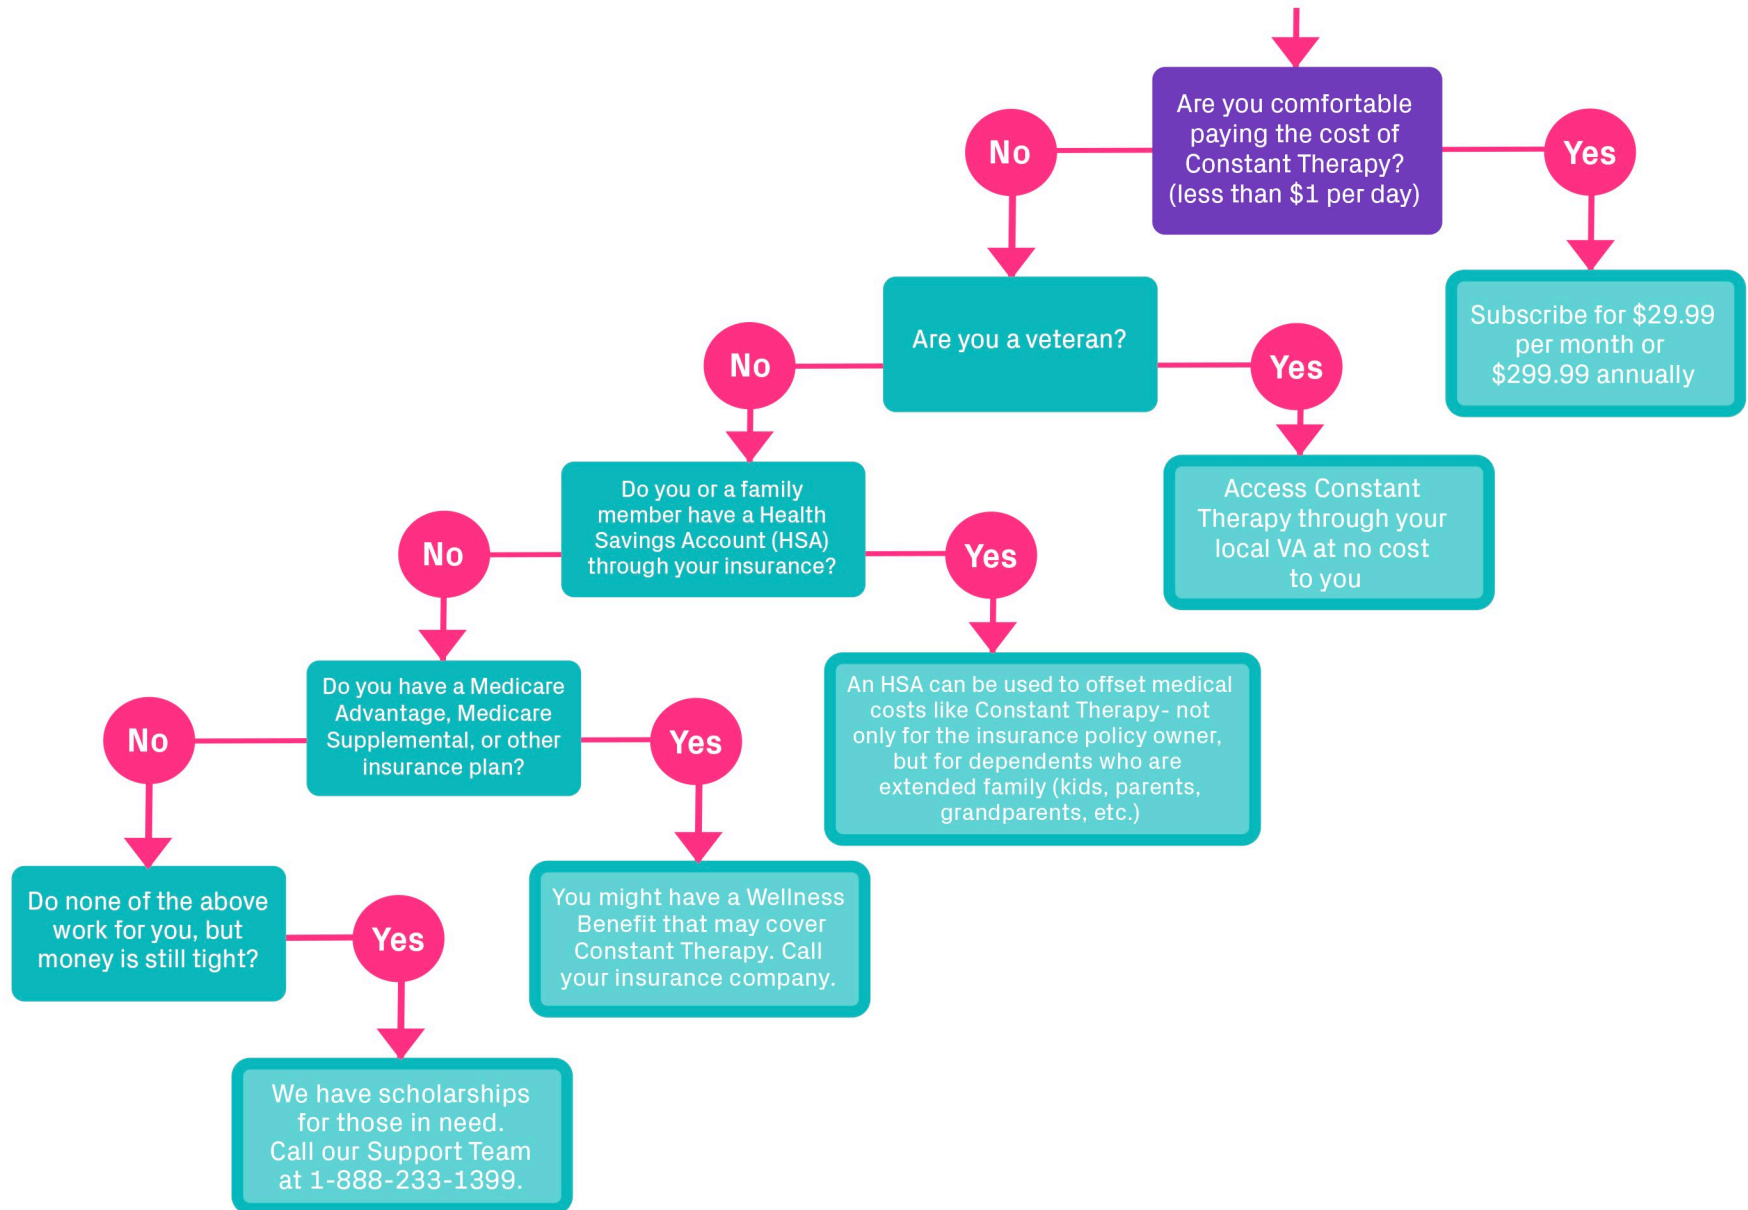 Are you comfortable
paying the cost of
Constant Therapy?
(less than $1 per day)
No
Yes
Are you a veteran?
Subscribe for $29.99
per month or
$299.99 annually
No
Yes
Do you or a family
member have a Health
Savings Account (HSA)
through your insurance?
Access Constant
Therapy through your
local VA at no cost
to you
No
Yes
Do you have a Medicare
Advantage, Medicare
Supplemental, or other
insurance plan?
An HSA can be used to offset medical
costs like Constant Therapy- not
only for the insurance policy owner,
but for dependents who are
extended family (kids, parents,
grandparents, etc.)
No
Yes
Do none of the above
work for you, but
money is still tight?
You might have a Wellness
Benefit that may cover
Constant Therapy. Call
your insurance company.
Yes
We have scholarships
for those in need.
Call our Support Team
at 1-888-233-1399.